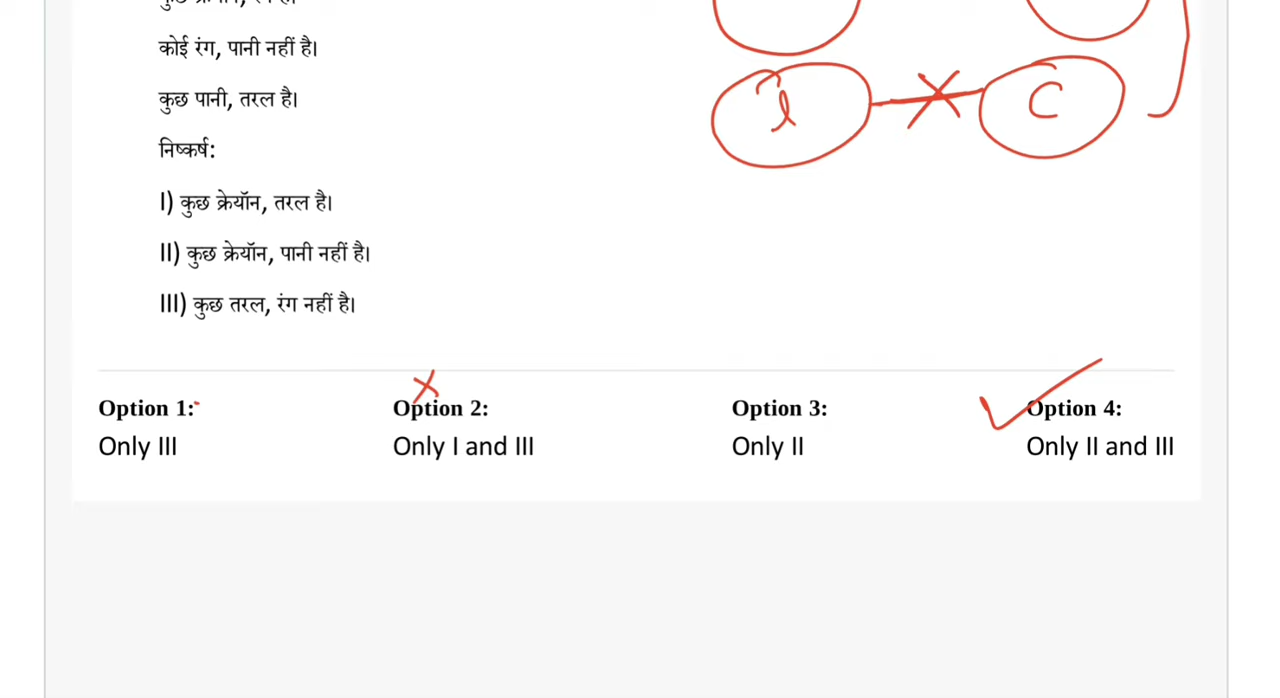 कोई रंग, पानी नहीं है।
कुछ पानी, तरल है।
निष्कर्ष:
I) कुछ क्रेयॉन, तरल है।
II) कुछ क्रेयॉन, पानी नहीं है।
III) कुछ तरल, रंग नहीं है।
C
Option 1: Option 2: Option 3: Option 4:
Only III Only I and III Only II Only II and III